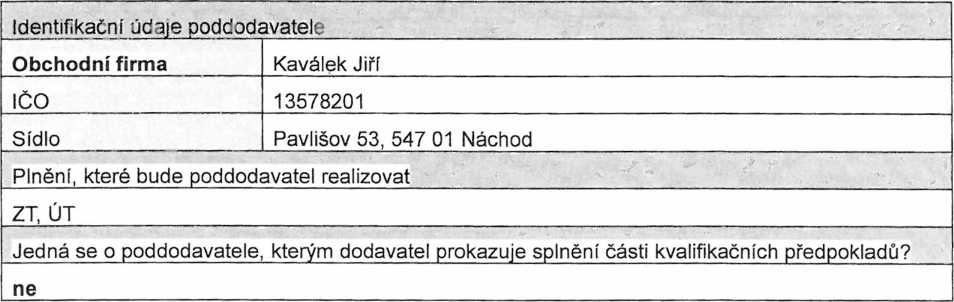 Identifikační údaje poddodavatele
Obchodní firma Kaválek Jiří
IČO 13578201
Sídlo Pavlišov 53, 547 01 Náchod
Plnění, které bude poddodavatel realizovat
ZT, ÚT
Jedná se o poddodavatele, kterým dodavatel prokazuje splnění části kvalifikačních předpokladů?
ne